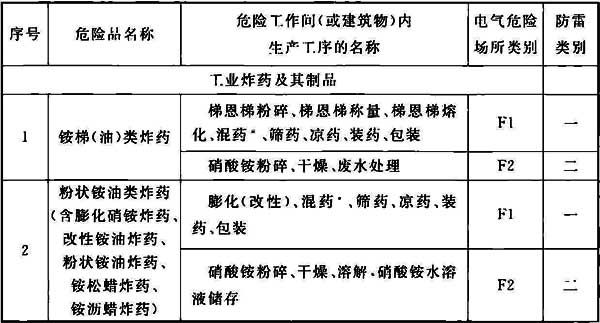 序号 危险品名称 危险工作间(或建筑物)内 电气危险 防雷
生产工序的名称 场所类别 类别
工业炸药及其制品
1 铵梯(油)类炸药 梯恩梯粉碎、梯恩梯称量、梯恩梯熔 F1 一
化、混药*、筛药、凉药、装药、包装
硝酸铵粉碎、干燥、废水处理 F2 二
2 粉状铵油类炸药
(含膨化硝铵炸药、
改性铵油炸药、
粉状铵油炸药、
铵松蜡炸药、
铵沥蜡炸药) 膨化(改性)、混药*、筛药、凉药、装 F1 一
药、包装
硝酸铵粉碎、干燥、溶解、硝酸铵水溶 F2 二
液储存